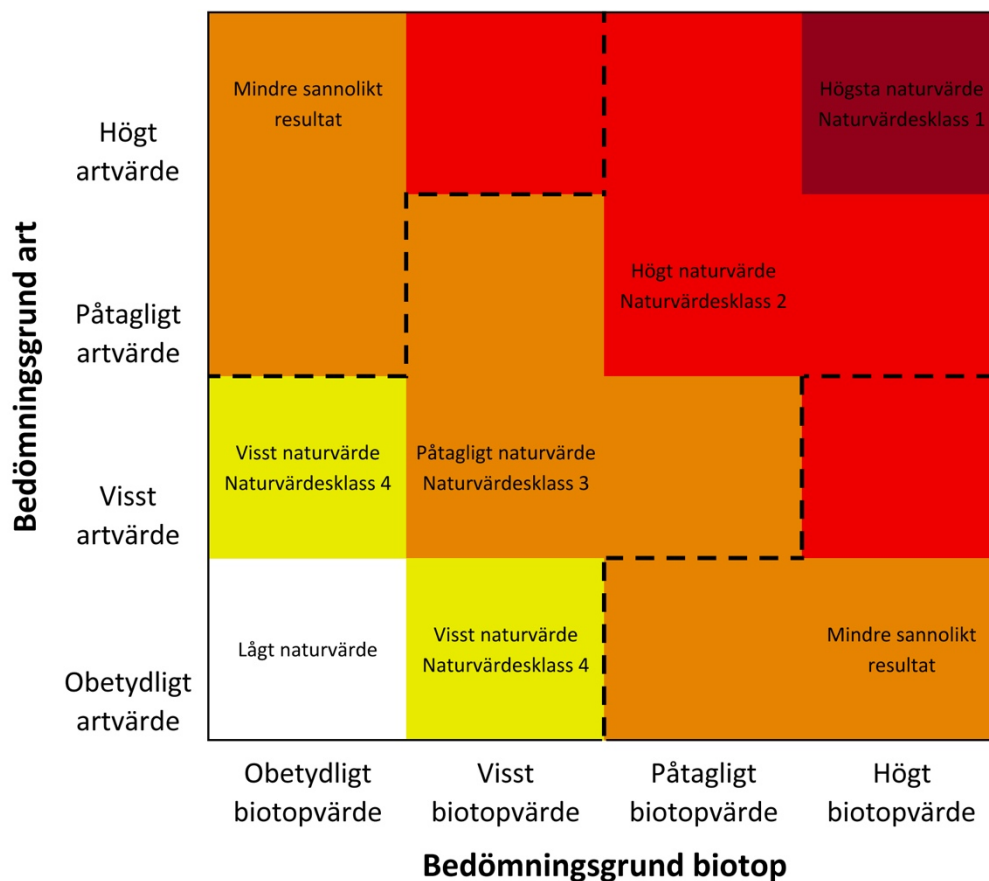 Bedömningsgrund art
Högt
artvärde
Mindre sannolikt
resultat
Högsta naturvärde
Naturvärdesklass 1
Påtagligt
artvärde
Högt naturvärde
Naturvärdesklass 2
Visst
artvärde
Visst naturvärde
Naturvärdesklass 4
Påtagligt naturvärde
Naturvärdesklass 3
Obetydligt
artvärde
Lågt naturvärde
Visst naturvärde
Naturvärdesklass 4
Mindre sannolikt
resultat
Obetydligt
biotopvärde
Visst
biotopvärde
Påtagligt
biotopvärde
Högt
biotopvärde
Bedömningsgrund biotop